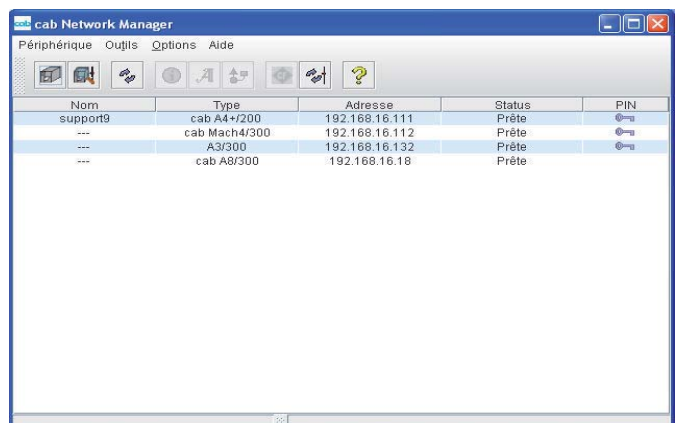 cab cab Network Manager
Périphérique Outils Options Aide
Nom Type Adresse Status PIN
support9 cab A4+/200 192.168.16.111 Prête
--- cab Mach4/300 192.168.16.112 Prête
--- A3/300 192.168.16.132 Prête
--- cab A8/300 192.168.16.18 Prête